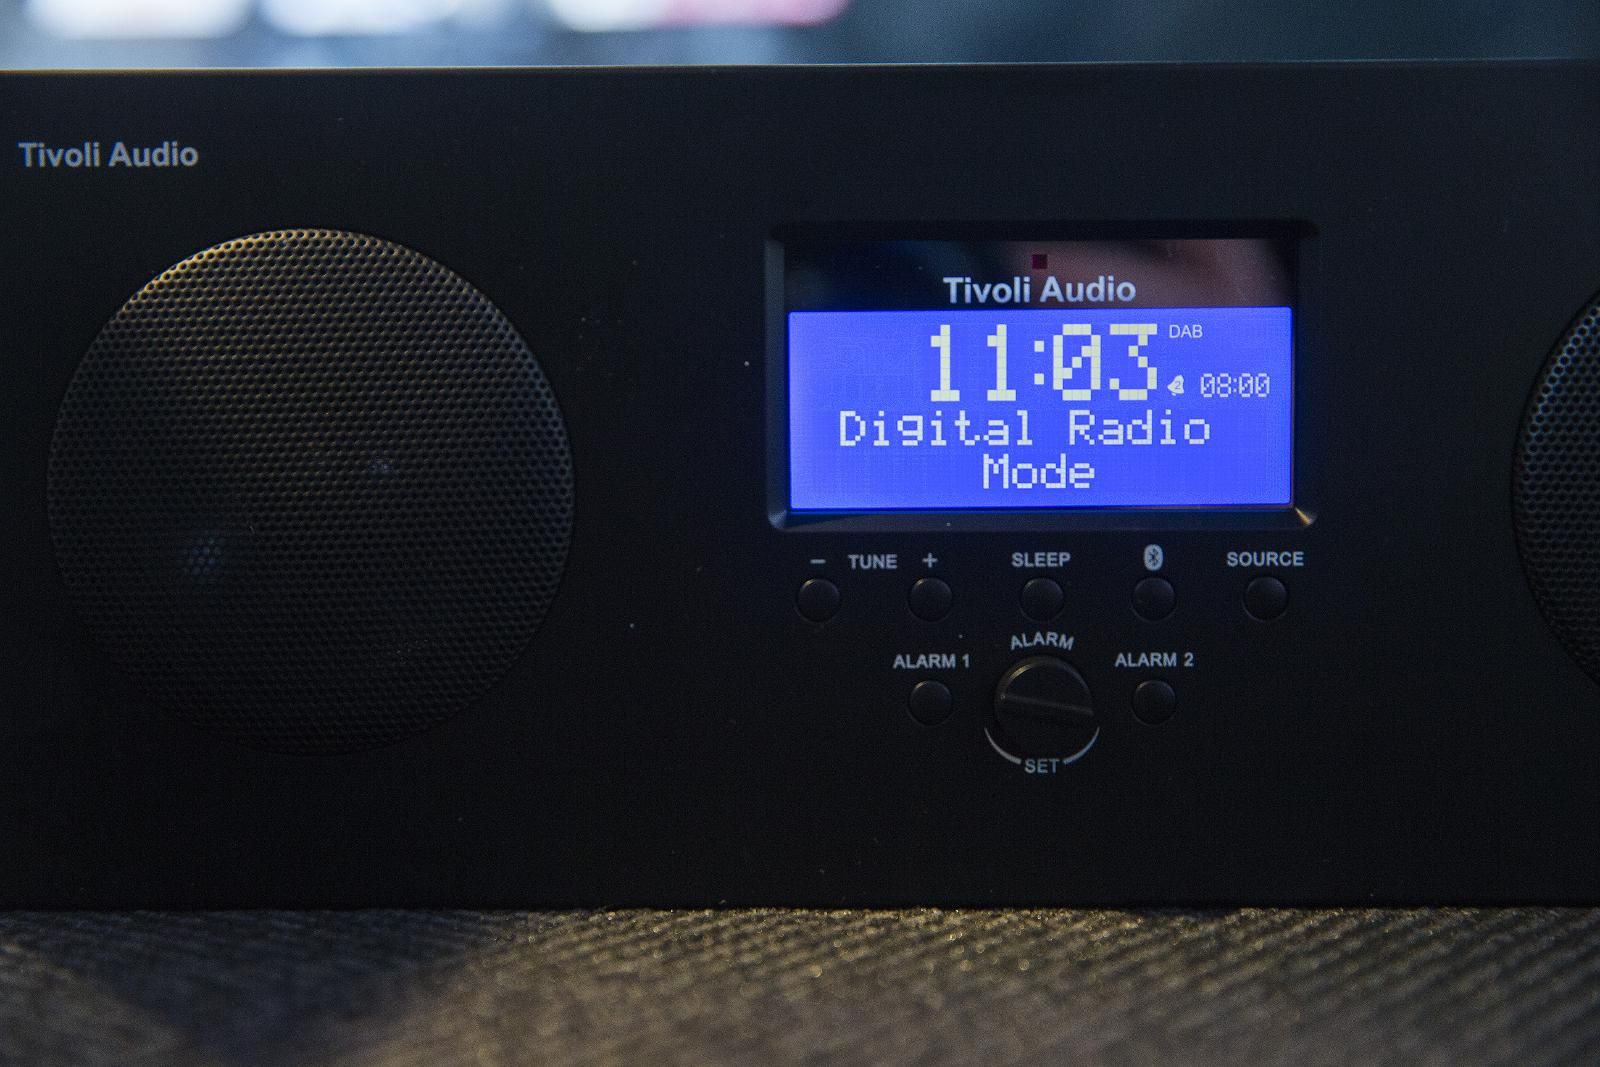 Tivoli Audio
Tivoli Audio
11:03 DAB
2 08:00
Digital Radio
Mode
− TUNE + SLEEP SOURCE
ALARM
ALARM 1 ALARM 2
SET